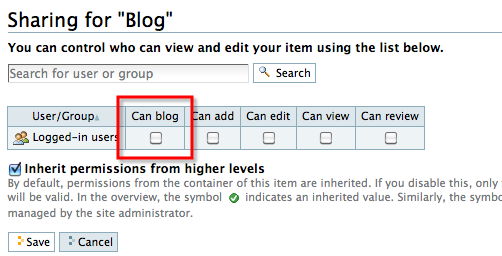 Sharing for "Blog"
You can control who can view and edit your item using the list below.
Search for user or group Search
User/Group Can blog Can add Can edit Can view Can review
Logged-in users
Inherit permissions from higher levels
By default, permissions from the container of this item are inherited. If you disable this, only
will be valid. In the overview, the symbol indicates an inherited value. Similarly, the symbo
managed by the site administrator.
Save Cancel